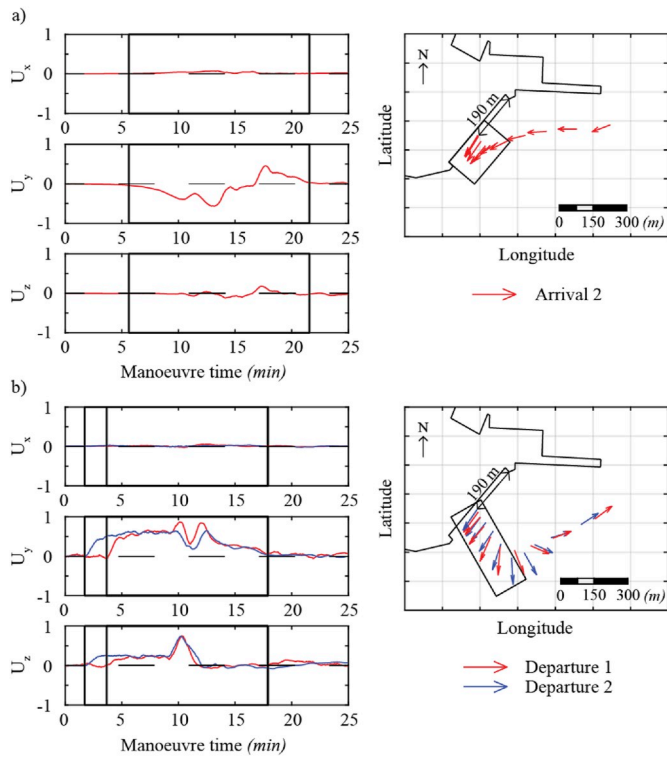 a)
1
0
-1
U_x
0 5 10 15 20 25
1
0
-1
U_y
0 5 10 15 20 25
1
0
-1
U_z
0 5 10 15 20 25
Manoeuvre time (min)
N
190 m
Latitude
0 150 300 (m)
Longitude
Arrival 2
b)
1
0
-1
U_x
0 5 10 15 20 25
1
0
-1
U_y
0 5 10 15 20 25
1
0
-1
U_z
0 5 10 15 20 25
Manoeuvre time (min)
N
190 m
Latitude
0 150 300 (m)
Longitude
Departure 1
Departure 2